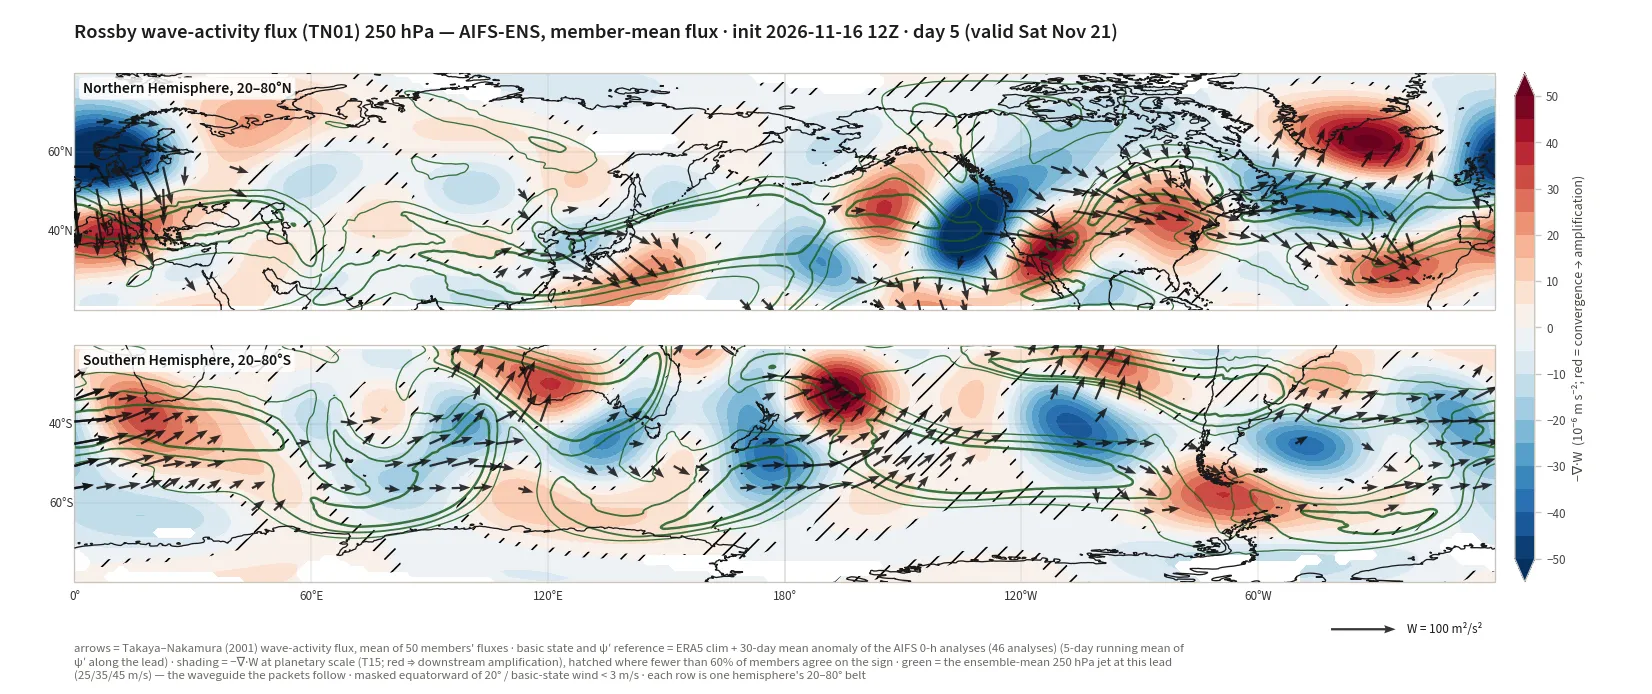 Rossby wave-activity flux (TN01) 250 hPa — AIFS-ENS, member-mean flux · init 2026-11-16 12Z · day 5 (valid Sat Nov 21)
Northern Hemisphere, 20–80°N
60°N
40°N
Southern Hemisphere, 20–80°S
40°S
60°S
0°
60°E
120°E
180°
120°W
60°W
50
40
30
20
10
0
−10
−20
−30
−40
−50
−∇·W (10⁻⁶ m s⁻²; red = convergence → amplification)
W = 100 m²/s²
arrows = Takaya–Nakamura (2001) wave-activity flux, mean of 50 members' fluxes · basic state and ψ' reference = ERA5 clim + 30-day mean anomaly of the AIFS 0-h analyses (46 analyses) (5-day running mean of
ψ' along the lead) · shading = −∇·W at planetary scale (T15; red ⇒ downstream amplification), hatched where fewer than 60% of members agree on the sign · green = the ensemble-mean 250 hPa jet at this lead
(25/35/45 m/s) — the waveguide the packets follow · masked equatorward of 20° / basic-state wind < 3 m/s · each row is one hemisphere's 20–80° belt